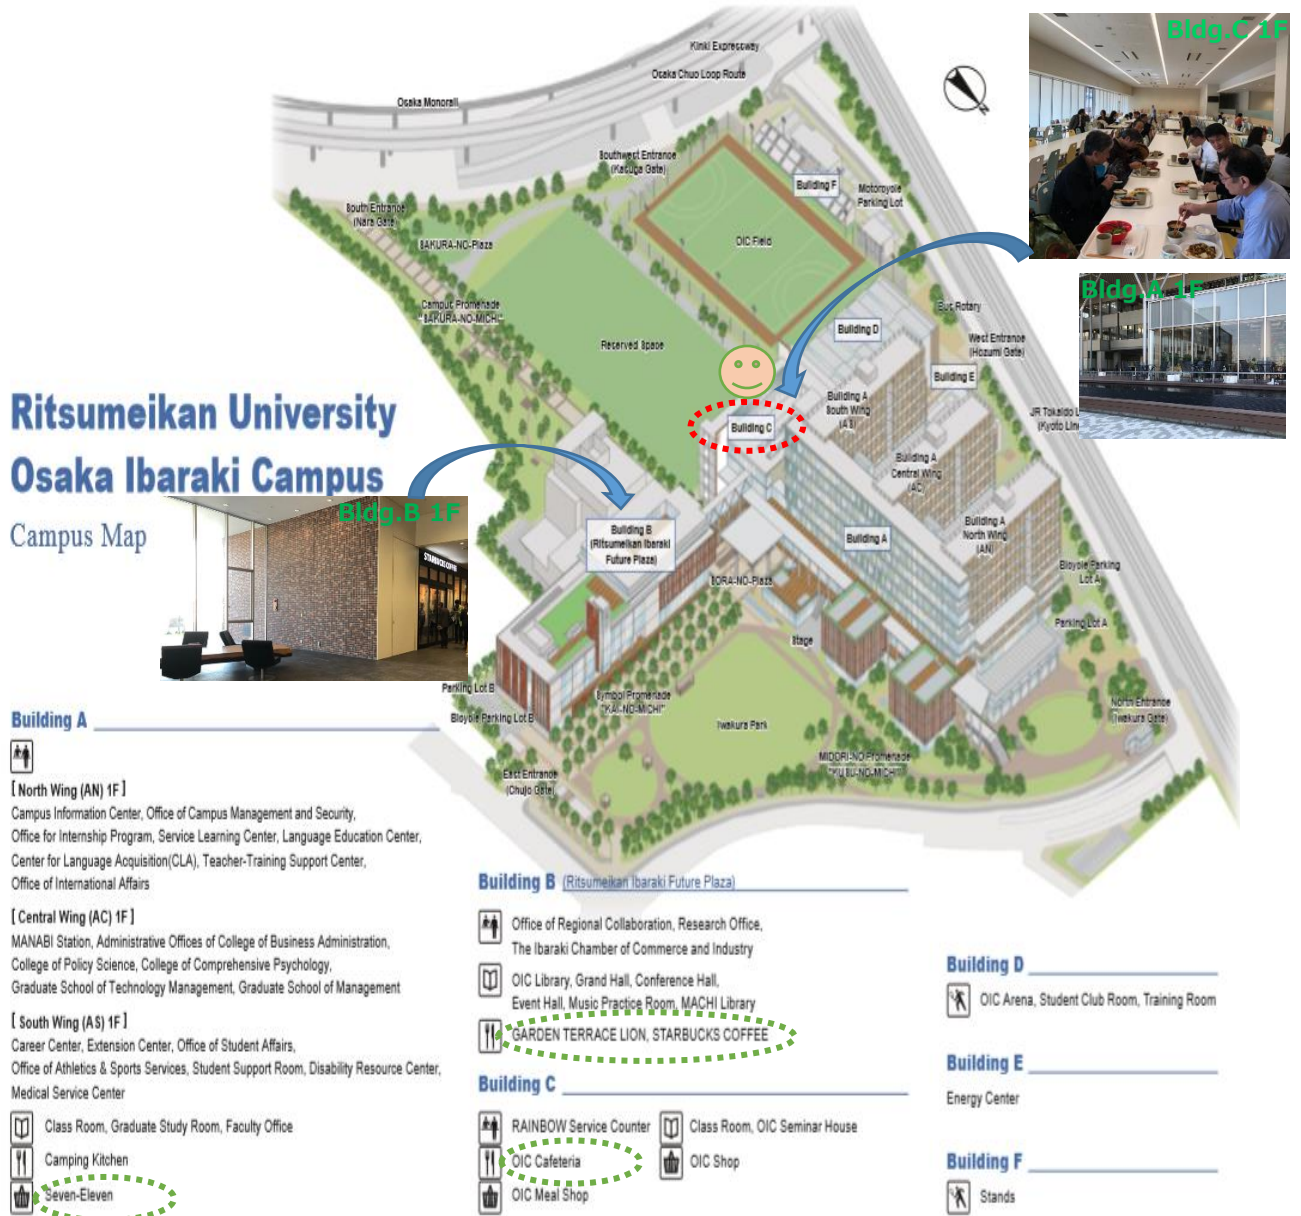 Kinki Expressway
Osaka Chuo Loop Route
Osaka Monorail
Bldg.C 1F
Southwest Entrance
(Kasuga Gate)
Building F
Motorcycle
Parking Lot
South Entrance
(Nara Gate)
SAKURA-NO-Plaza
OIC Field
Bldg.A 1F
Campus Promenade
"SAKURA-NO-MICHI"
Bus Rotary
Building D
West Entrance
(Hozumi Gate)
Reserved Space
Building E
Building A
South Wing
(AS)
JR Tokaido L
(Kyoto Line
Ritsumeikan University
Osaka Ibaraki Campus
Campus Map
Building C
Building A
Central Wing
(AC)
Bldg.B 1F
STARBUCKS COFFEE
Building B
(Ritsumeikan Ibaraki
Future Plaza)
Building A
Building A
North Wing
(AN)
Bicycle Parking
Lot A
SORA-NO-Plaza
Parking Lot A
Stage
Parking Lot B
Bicycle Parking Lot B
Symbol Promenade
"KAI-NO-MICHI"
Iwakura Park
North Entrance
(Iwakura Gate)
MIDORI-NO Promenade
"KUSU-NO-MICHI"
East Entrance
(Chujo Gate)
N
Building A
[ North Wing (AN) 1F ]
Campus Information Center, Office of Campus Management and Security,
Office for Internship Program, Service Learning Center, Language Education Center,
Center for Language Acquisition(CLA), Teacher-Training Support Center,
Office of International Affairs
[ Central Wing (AC) 1F ]
MANABI Station, Administrative Offices of College of Business Administration,
College of Policy Science, College of Comprehensive Psychology,
Graduate School of Technology Management, Graduate School of Management
[ South Wing (AS) 1F ]
Career Center, Extension Center, Office of Student Affairs,
Office of Athletics & Sports Services, Student Support Room, Disability Resource Center,
Medical Service Center
Class Room, Graduate Study Room, Faculty Office
Camping Kitchen
Seven-Eleven
Building B (Ritsumeikan Ibaraki Future Plaza)
Office of Regional Collaboration, Research Office,
The Ibaraki Chamber of Commerce and Industry
OIC Library, Grand Hall, Conference Hall,
Event Hall, Music Practice Room, MACHI Library
GARDEN TERRACE LION, STARBUCKS COFFEE
Building C
RAINBOW Service Counter
Class Room, OIC Seminar House
OIC Cafeteria
OIC Shop
OIC Meal Shop
Building D
OIC Arena, Student Club Room, Training Room
Building E
Energy Center
Building F
Stands